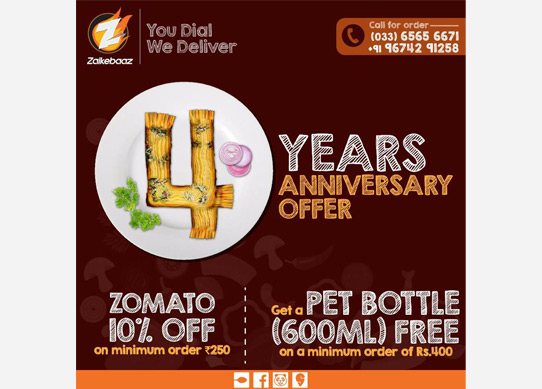 Zaikebaaz
You Dial
We Deliver
Call for order
(033) 6565 6671
+91 96742 91258
4
YEARS
ANNIVERSARY
OFFER
ZOMATO
10% OFF
on minimum order ₹250
Get a PET BOTTLE
(600ML) FREE
on a minimum order of Rs.400